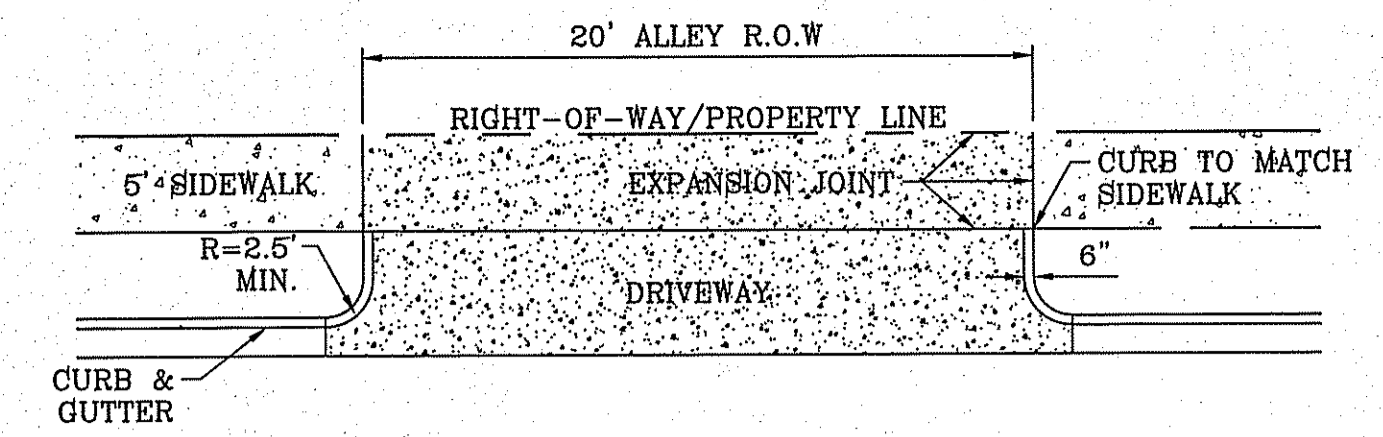 20' ALLEY R.O.W
RIGHT-OF-WAY/PROPERTY LINE
5' SIDEWALK
EXPANSION JOINT
CURB TO MATCH
SIDEWALK
R=2.5'
MIN.
6"
DRIVEWAY
CURB &
GUTTER